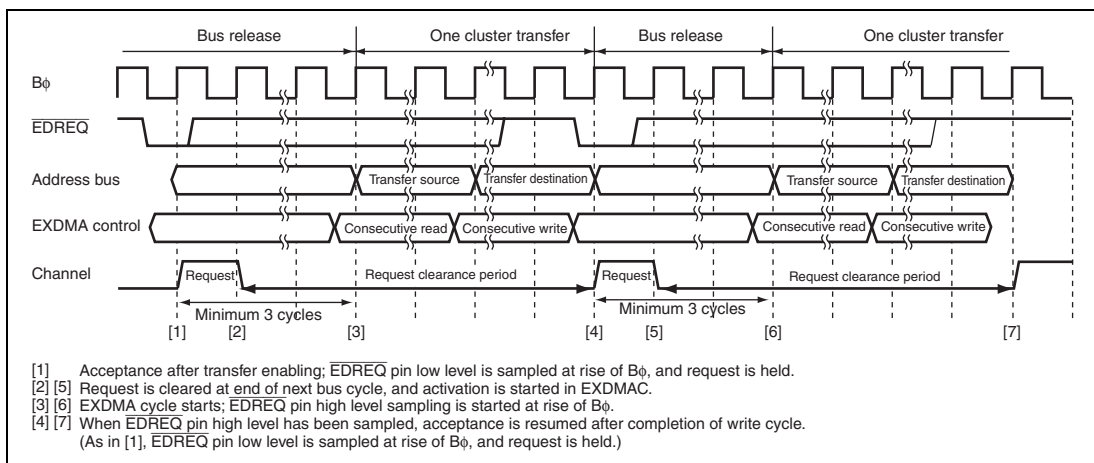 Bus release One cluster transfer Bus release One cluster transfer
Bϕ
EDREQ
Address bus Transfer source Transfer destination Transfer source Transfer destination
EXDMA control Consecutive read Consecutive write Consecutive read Consecutive write
Channel Request Request clearance period Request Request clearance period
Minimum 3 cycles Minimum 3 cycles
[1] [2] [3] [4] [5] [6] [7]
[1] Acceptance after transfer enabling; EDREQ pin low level is sampled at rise of Bϕ, and request is held.
[2] [5] Request is cleared at end of next bus cycle, and activation is started in EXDMAC.
[3] [6] EXDMA cycle starts; EDREQ pin high level sampling is started at rise of Bϕ.
[4] [7] When EDREQ pin high level has been sampled, acceptance is resumed after completion of write cycle.
(As in [1], EDREQ pin low level is sampled at rise of Bϕ, and request is held.)